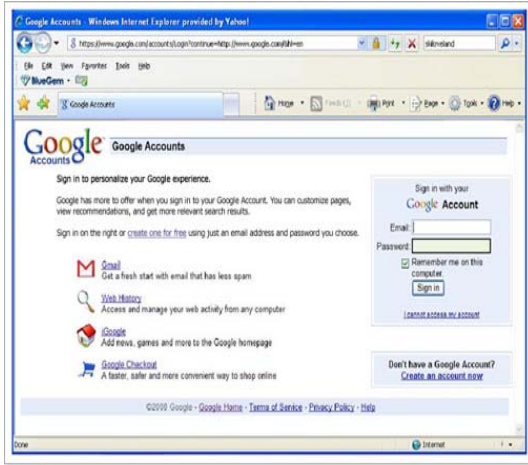 Google Accounts - Windows Internet Explorer provided by Yahoo!
https://www.google.com/accounts/Login?continue=http://www.google.com/&hl=en
File Edit View Favorites Tools Help
BlueGem
Google Accounts
Home Feeds (J) Print Page Tools Help
Google Accounts
Google Accounts
Sign in to personalize your Google experience.
Google has more to offer when you sign in to your Google Account. You can customize pages,
view recommendations, and get more relevant search results.
Sign in on the right or create one for free using just an email address and password you choose.
Gmail
Get a fresh start with email that has less spam
Web History
Access and manage your web activity from any computer
iGoogle
Add news, games and more to the Google homepage
Google Checkout
A faster, safer and more convenient way to shop online
Sign in with your
Google Account
Email:
Password:
Remember me on this
computer.
Sign in
I cannot access my account
Don't have a Google Account?
Create an account now
©2008 Google - Google Home - Terms of Service - Privacy Policy - Help
Done
Internet